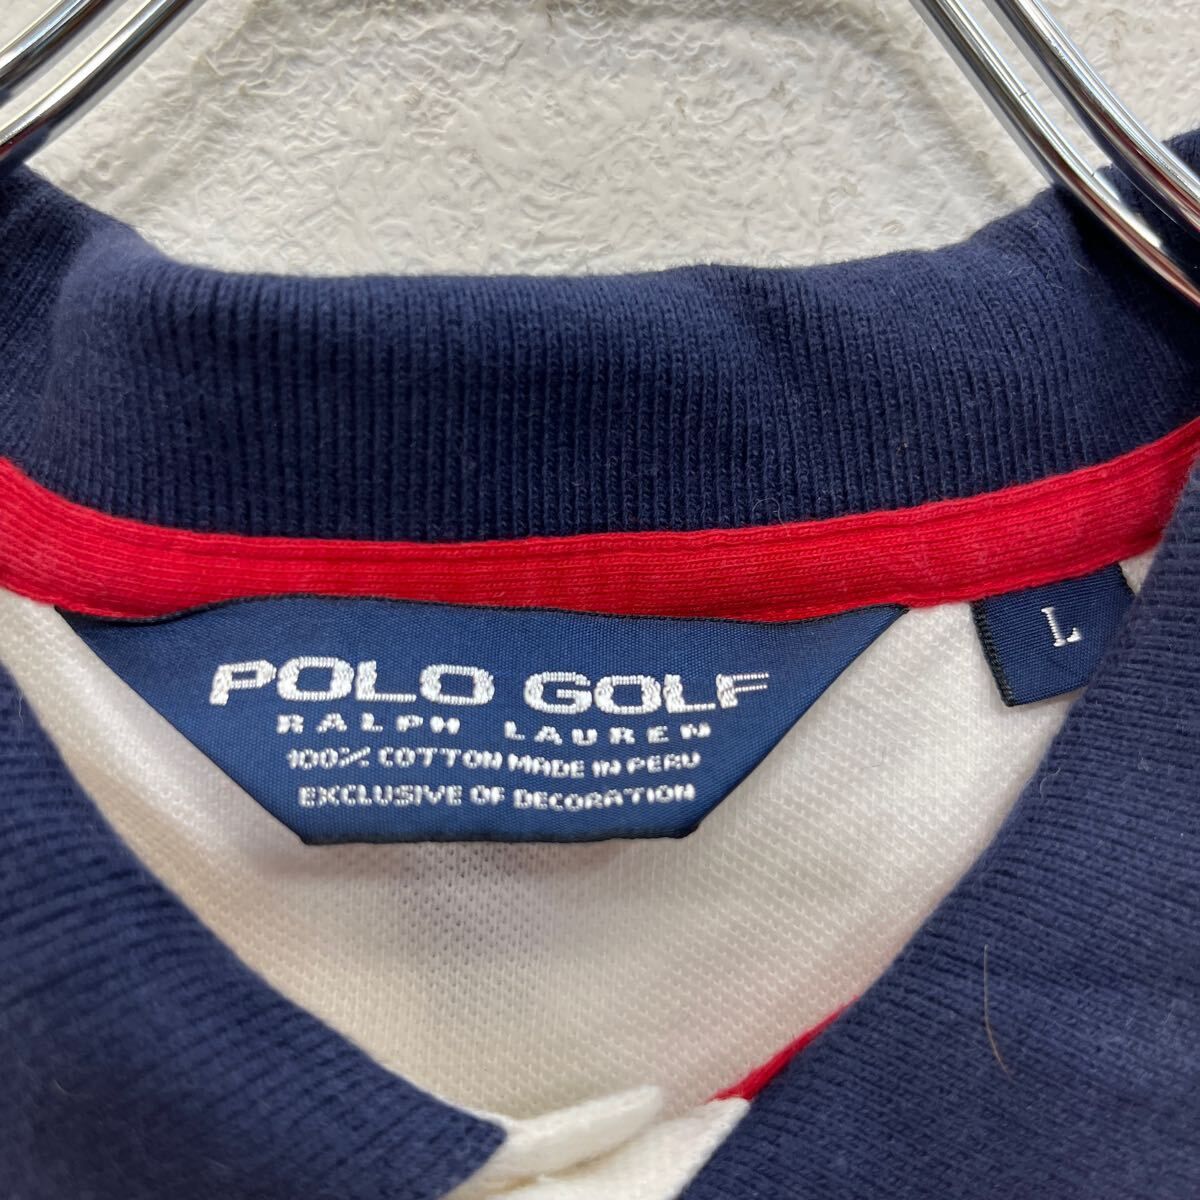 POLO GOLF
RALPH LAUREN
100% COTTON MADE IN PERU
EXCLUSIVE OF DECORATION
L